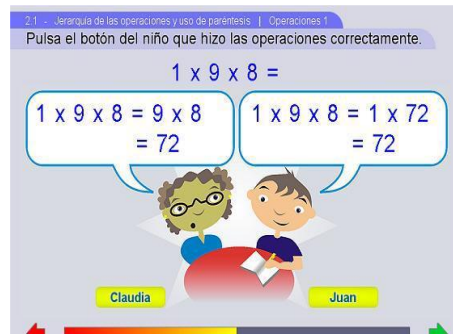 2.1 - Jerarquía de las operaciones y uso de paréntesis | Operaciones 1
Pulsa el botón del niño que hizo las operaciones correctamente.
1 x 9 x 8 =
1 x 9 x 8 = 9 x 8
= 72
1 x 9 x 8 = 1 x 72
= 72
Claudia
Juan